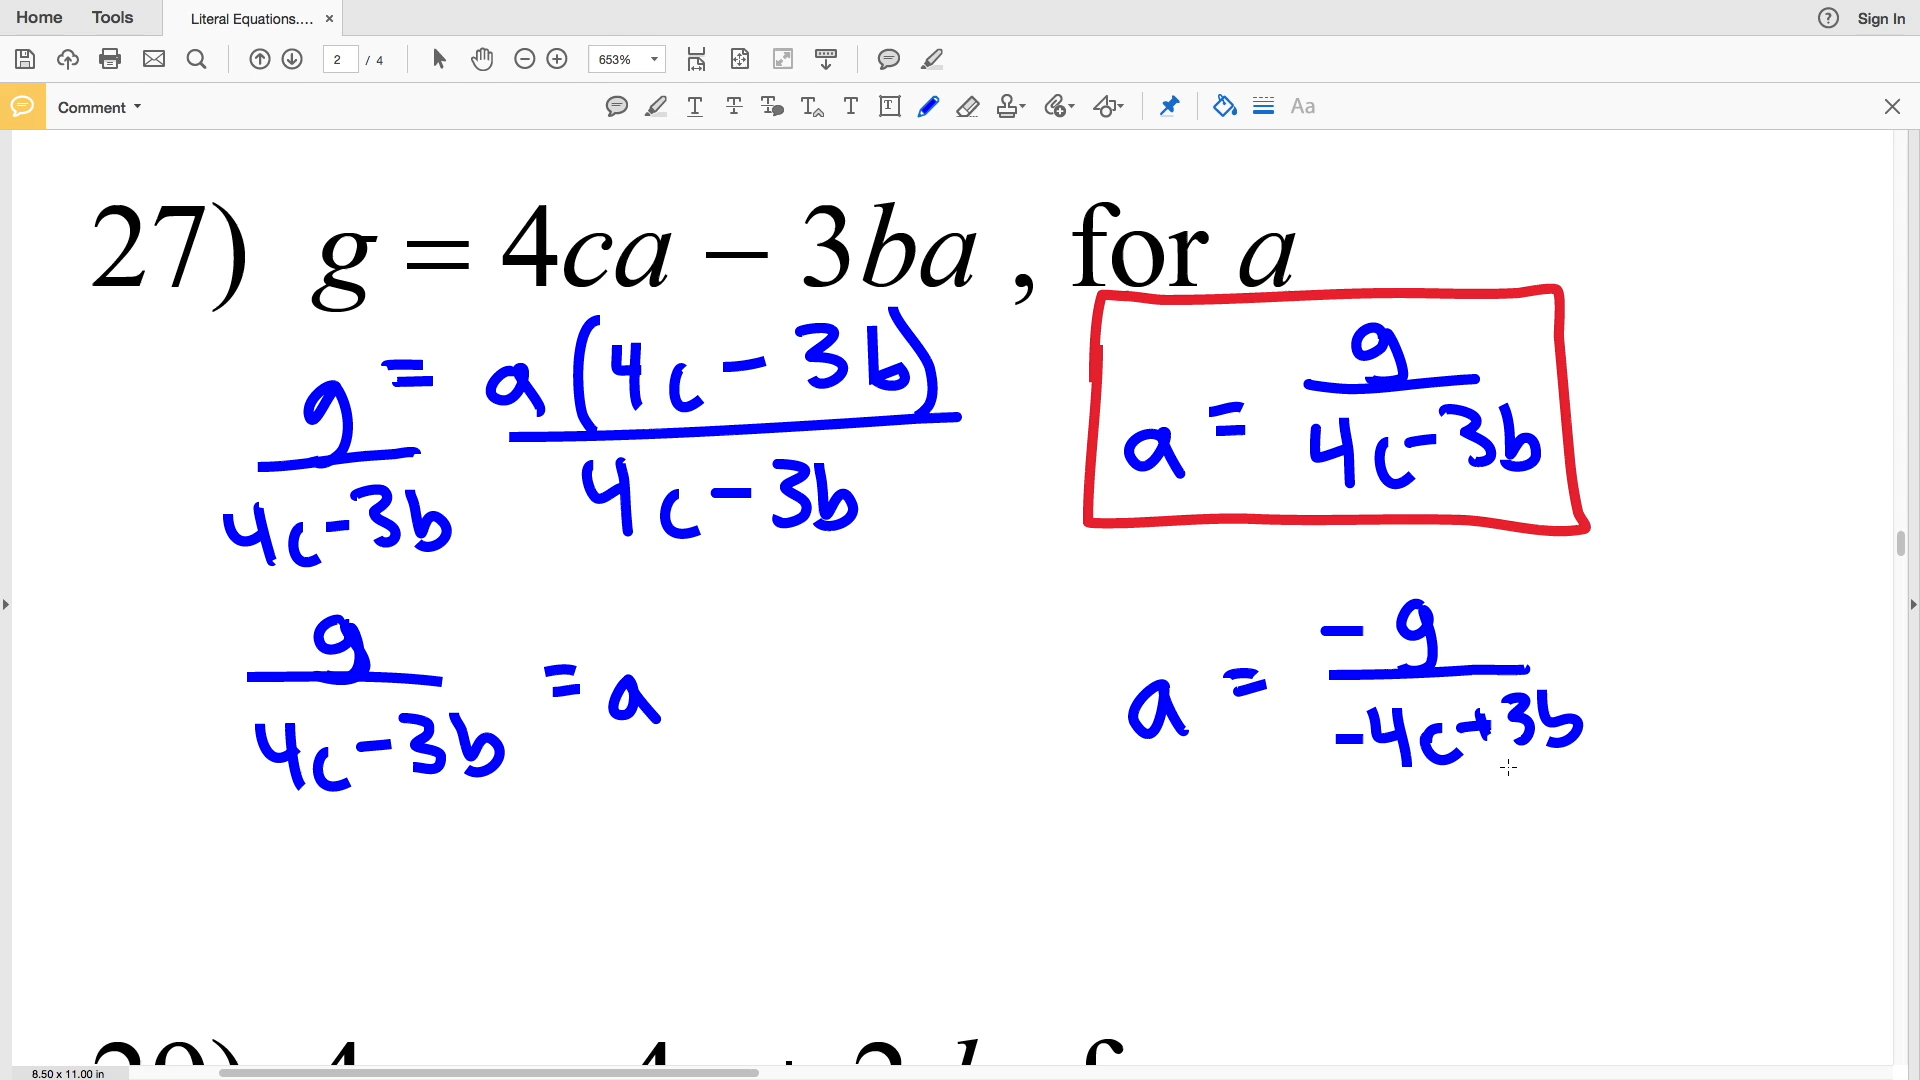 Home Tools Literal Equations.... × ? Sign In
2 / 4 653%
Comment T T T T T T Aa
27) g = 4ca − 3ba , for a
g = a(4c − 3b)
4c − 3b 4c − 3b
a = g / 4c − 3b
g / 4c − 3b = a
a = −g / −4c + 3b
8.50 x 11.00 in